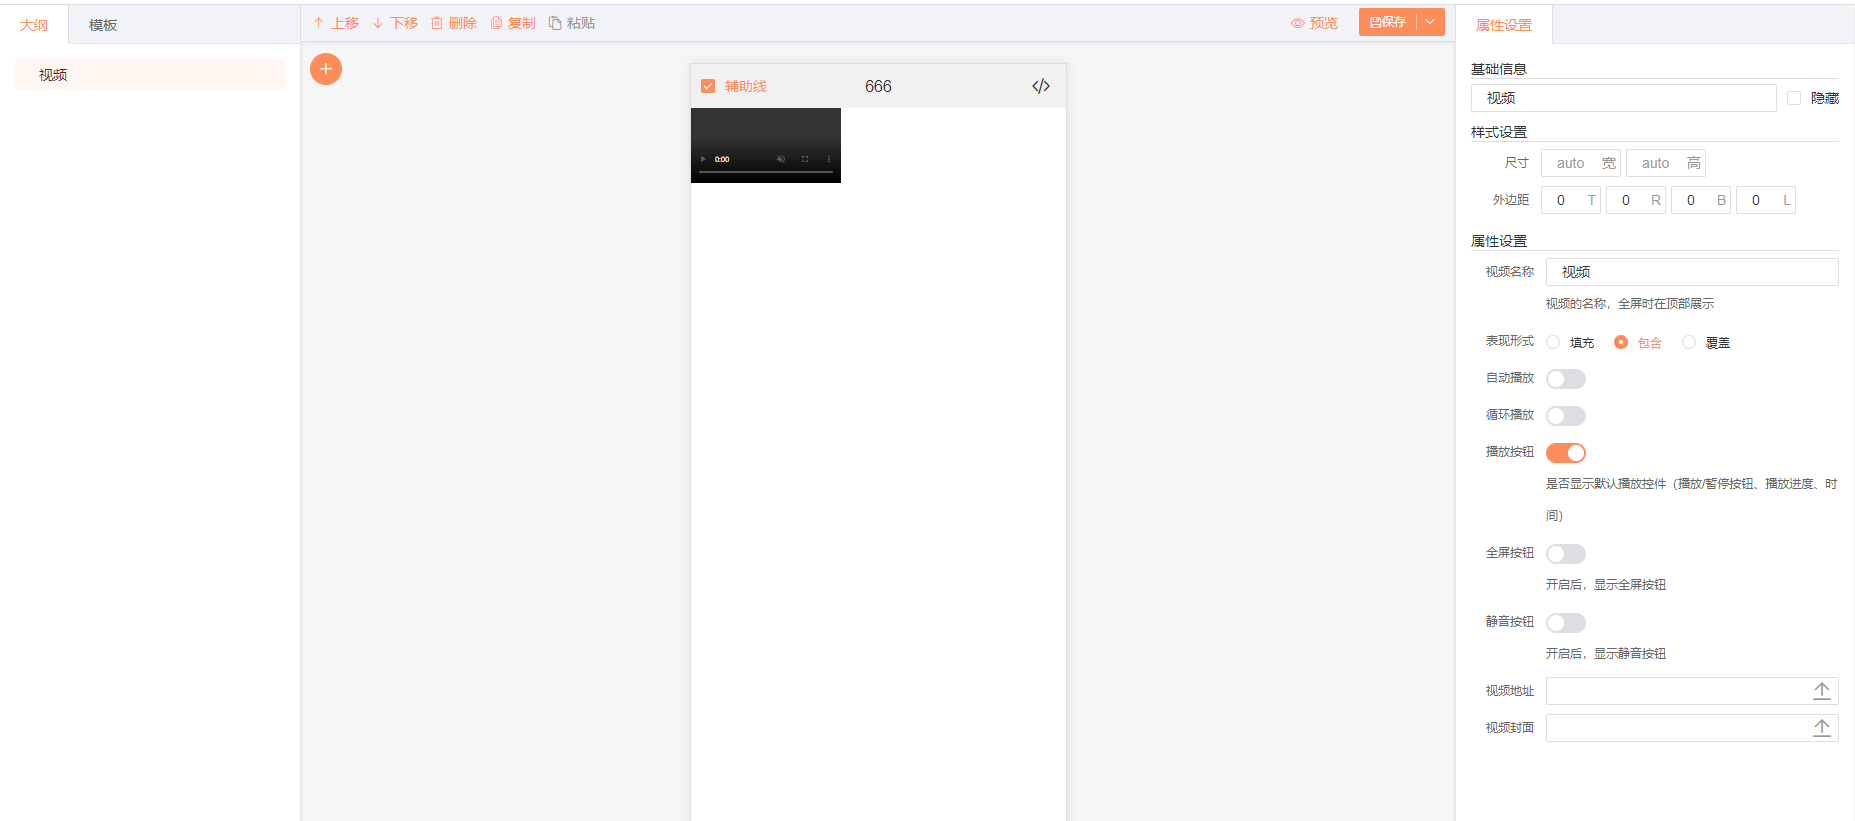 大纲 模板
视频
上移 下移 删除 复制 粘贴 预览 保存
辅助线 666
0:00
属性设置
基础信息
视频 隐藏
样式设置
尺寸 auto 宽 auto 高
外边距 0 T 0 R 0 B 0 L
属性设置
视频名称 视频
视频的名称，全屏时在顶部展示
表现形式 填充 包含 覆盖
自动播放
循环播放
播放按钮
是否显示默认播放控件（播放/暂停按钮、播放进度、时
间）
全屏按钮
开启后，显示全屏按钮
静音按钮
开启后，显示静音按钮
视频地址
视频封面